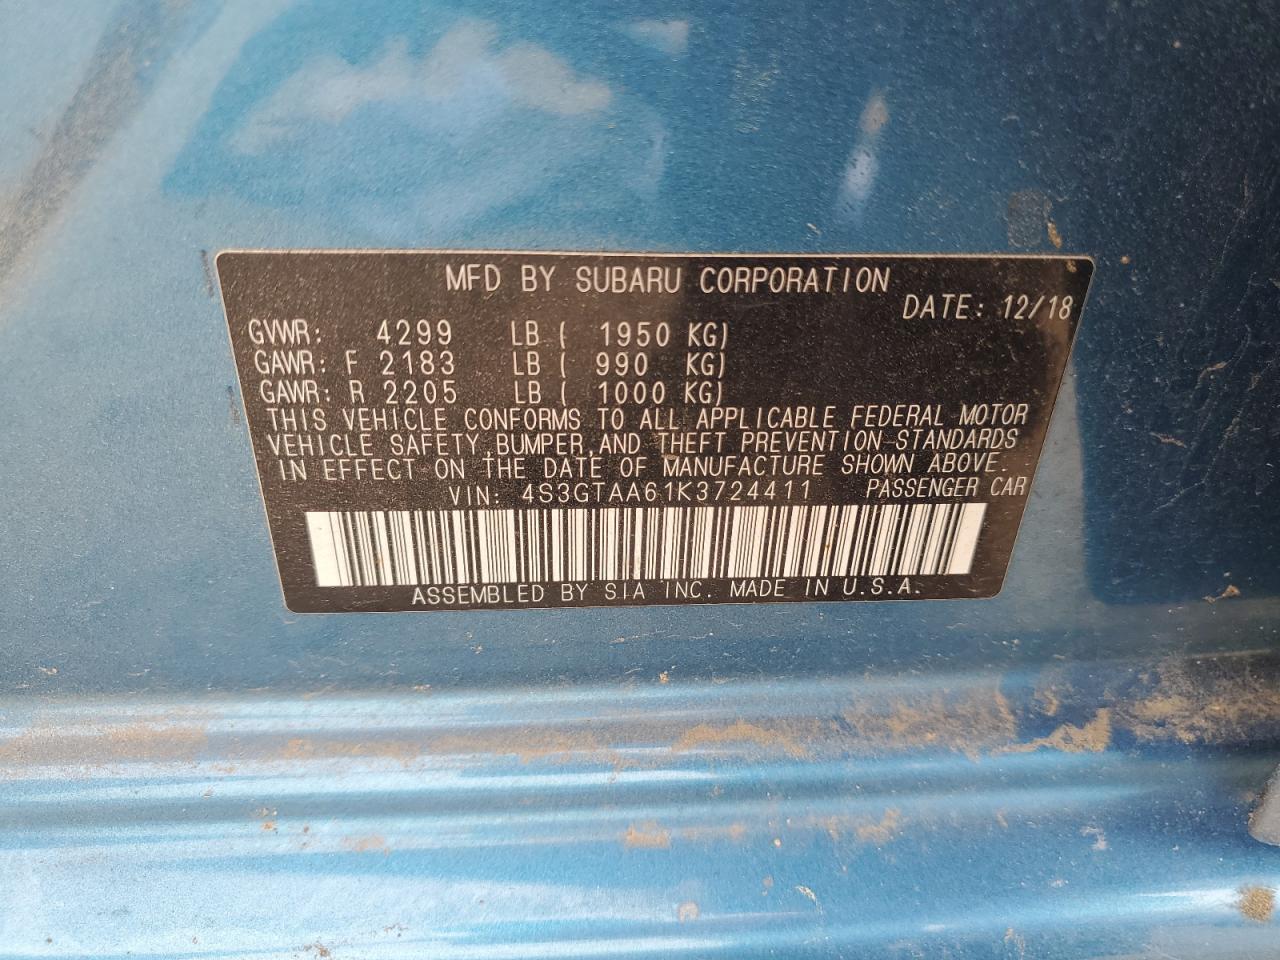 MFD BY SUBARU CORPORATION
DATE: 12/18
GVWR: 4299 LB ( 1950 KG)
GAWR: F 2183 LB ( 990 KG)
GAWR: R 2205 LB ( 1000 KG)
THIS VEHICLE CONFORMS TO ALL APPLICABLE FEDERAL MOTOR
VEHICLE SAFETY, BUMPER, AND THEFT PREVENTION STANDARDS
IN EFFECT ON THE DATE OF MANUFACTURE SHOWN ABOVE.
VIN: 4S3GTAA61K3724411 PASSENGER CAR
ASSEMBLED BY SIA INC. MADE IN U.S.A.